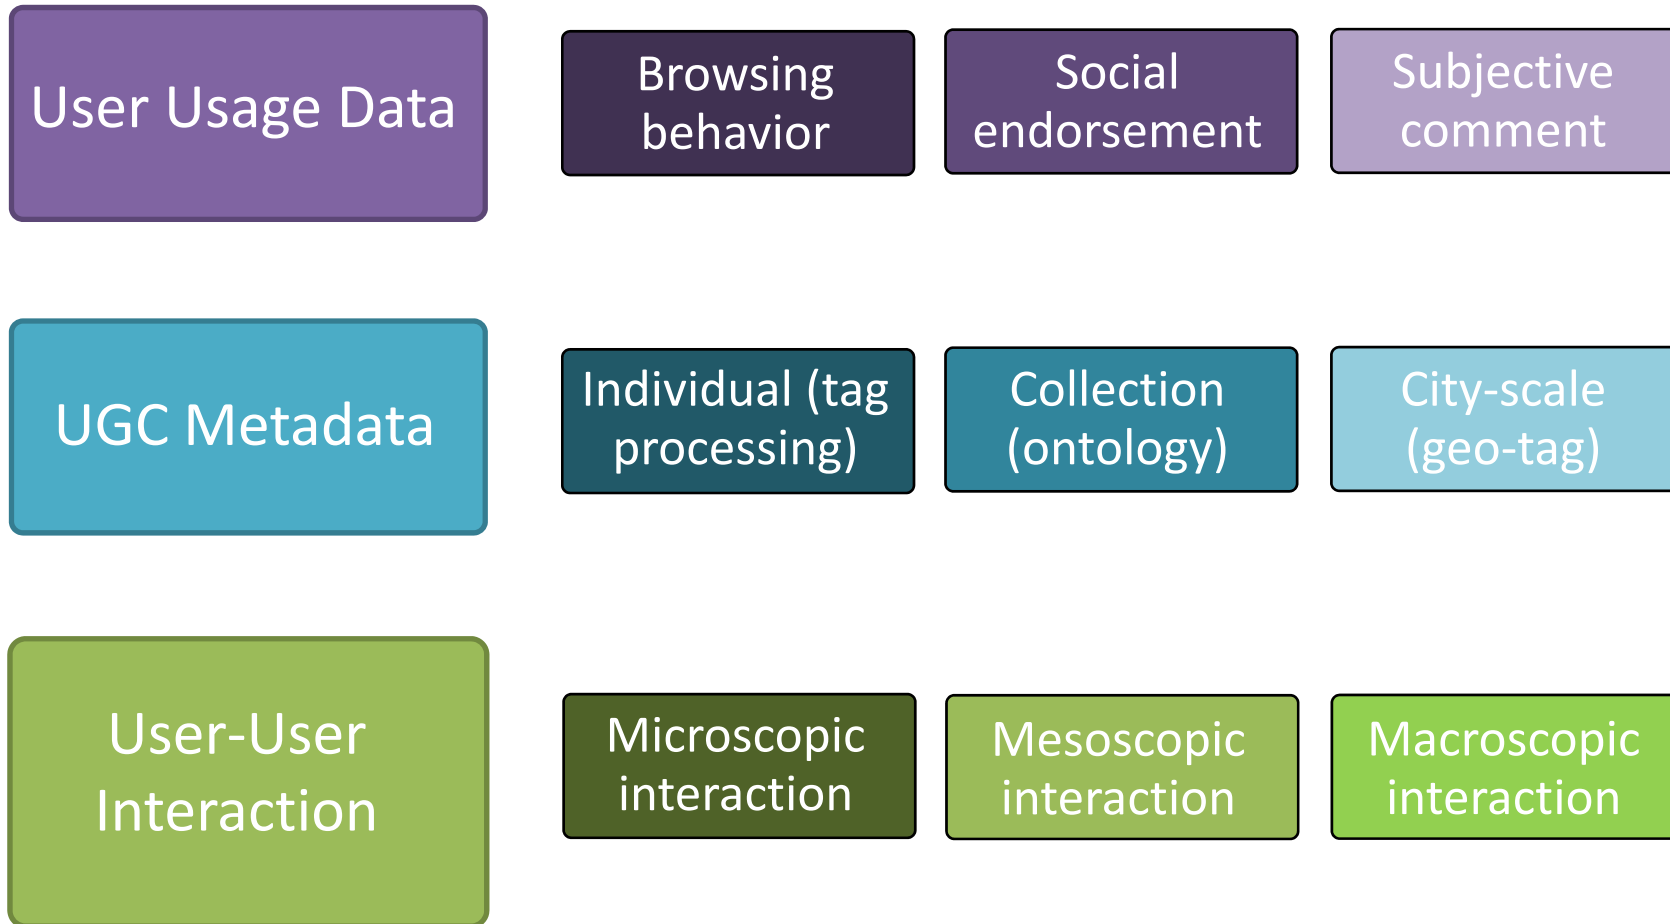 User Usage Data
Browsing
behavior
Social
endorsement
Subjective
comment
UGC Metadata
Individual (tag
processing)
Collection
(ontology)
City-scale
(geo-tag)
User-User
Interaction
Microscopic
interaction
Mesoscopic
interaction
Macroscopic
interaction